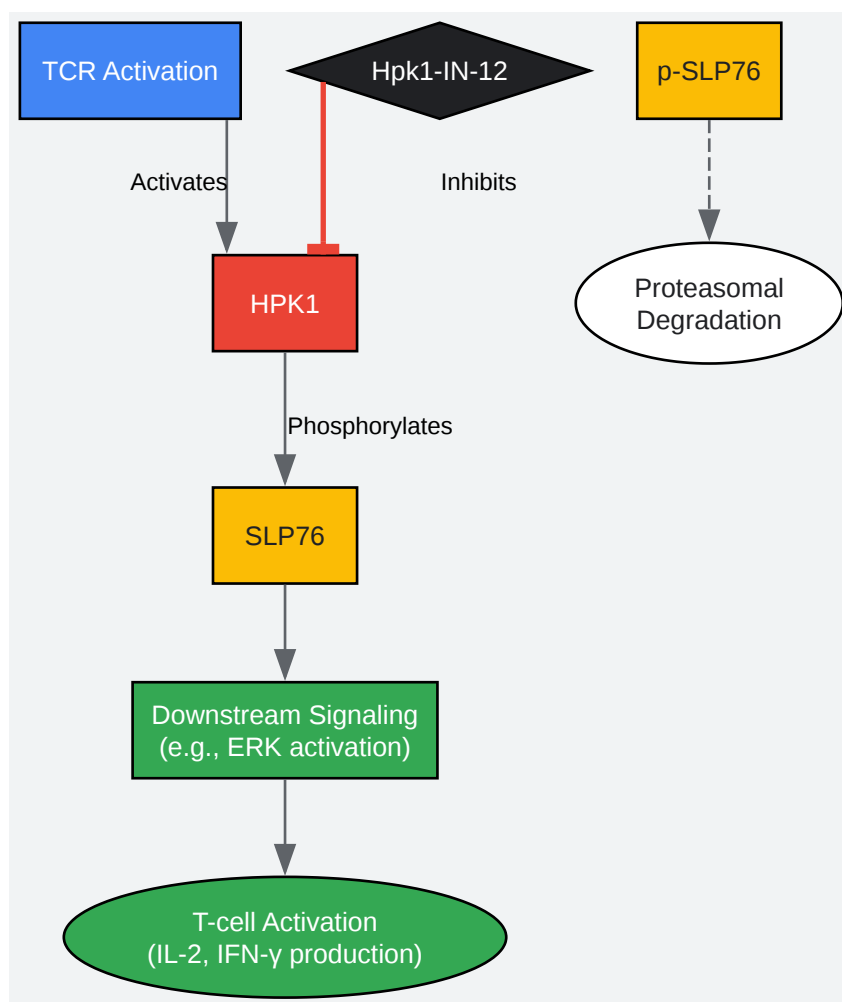 TCR Activation
Hpk1-IN-12
p-SLP76
Activates
Inhibits
HPK1
Proteasomal
Degradation
Phosphorylates
SLP76
Downstream Signaling
(e.g., ERK activation)
T-cell Activation
(IL-2, IFN-γ production)